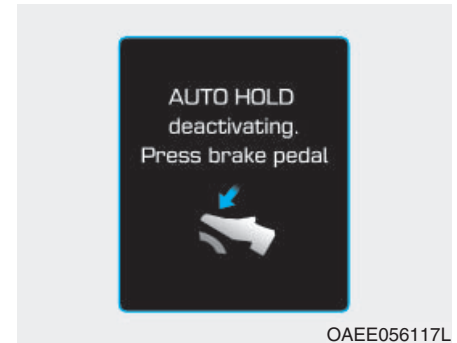 AUTO HOLD
deactivating.
Press brake pedal
OAEE056117L